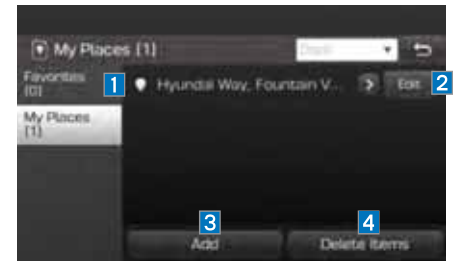 My Places [1]
Favorites
[0]
1 Hyundai Way, Fountain V... Edit 2
My Places
[1]
3 4
Add Delete Items